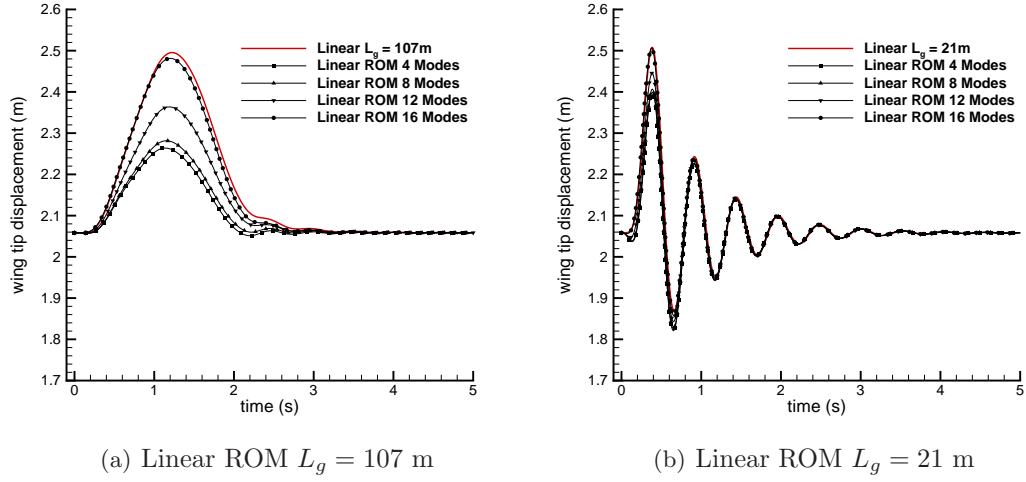 2.6
2.5
2.4
2.3
2.2
2.1
2
1.9
1.8
1.7
wing tip displacement (m)
0 1 2 3 4 5
time (s)
Linear L_g = 107m
Linear ROM 4 Modes
Linear ROM 8 Modes
Linear ROM 12 Modes
Linear ROM 16 Modes
(a) Linear ROM L_g = 107 m
2.6
2.5
2.4
2.3
2.2
2.1
2
1.9
1.8
1.7
wing tip displacement (m)
0 1 2 3 4 5
time (s)
Linear L_g = 21m
Linear ROM 4 Modes
Linear ROM 8 Modes
Linear ROM 12 Modes
Linear ROM 16 Modes
(b) Linear ROM L_g = 21 m